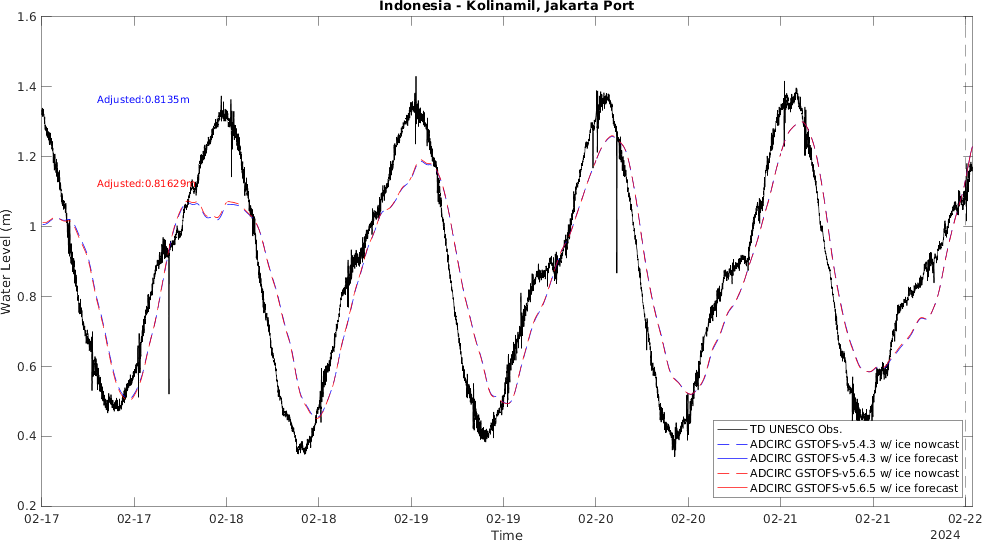 Indonesia - Kolinamil, Jakarta Port
1.6
1.4
1.2
1
0.8
0.6
0.4
0.2
Water Level (m)
Adjusted:0.8135m
Adjusted:0.81629m
TD UNESCO Obs.
ADCIRC GSTOFS-v5.4.3 w/ ice nowcast
ADCIRC GSTOFS-v5.4.3 w/ ice forecast
ADCIRC GSTOFS-v5.6.5 w/ ice nowcast
ADCIRC GSTOFS-v5.6.5 w/ ice forecast
02-17 02-17 02-18 02-18 02-19 02-19 02-20 02-20 02-21 02-21 02-22
Time
2024